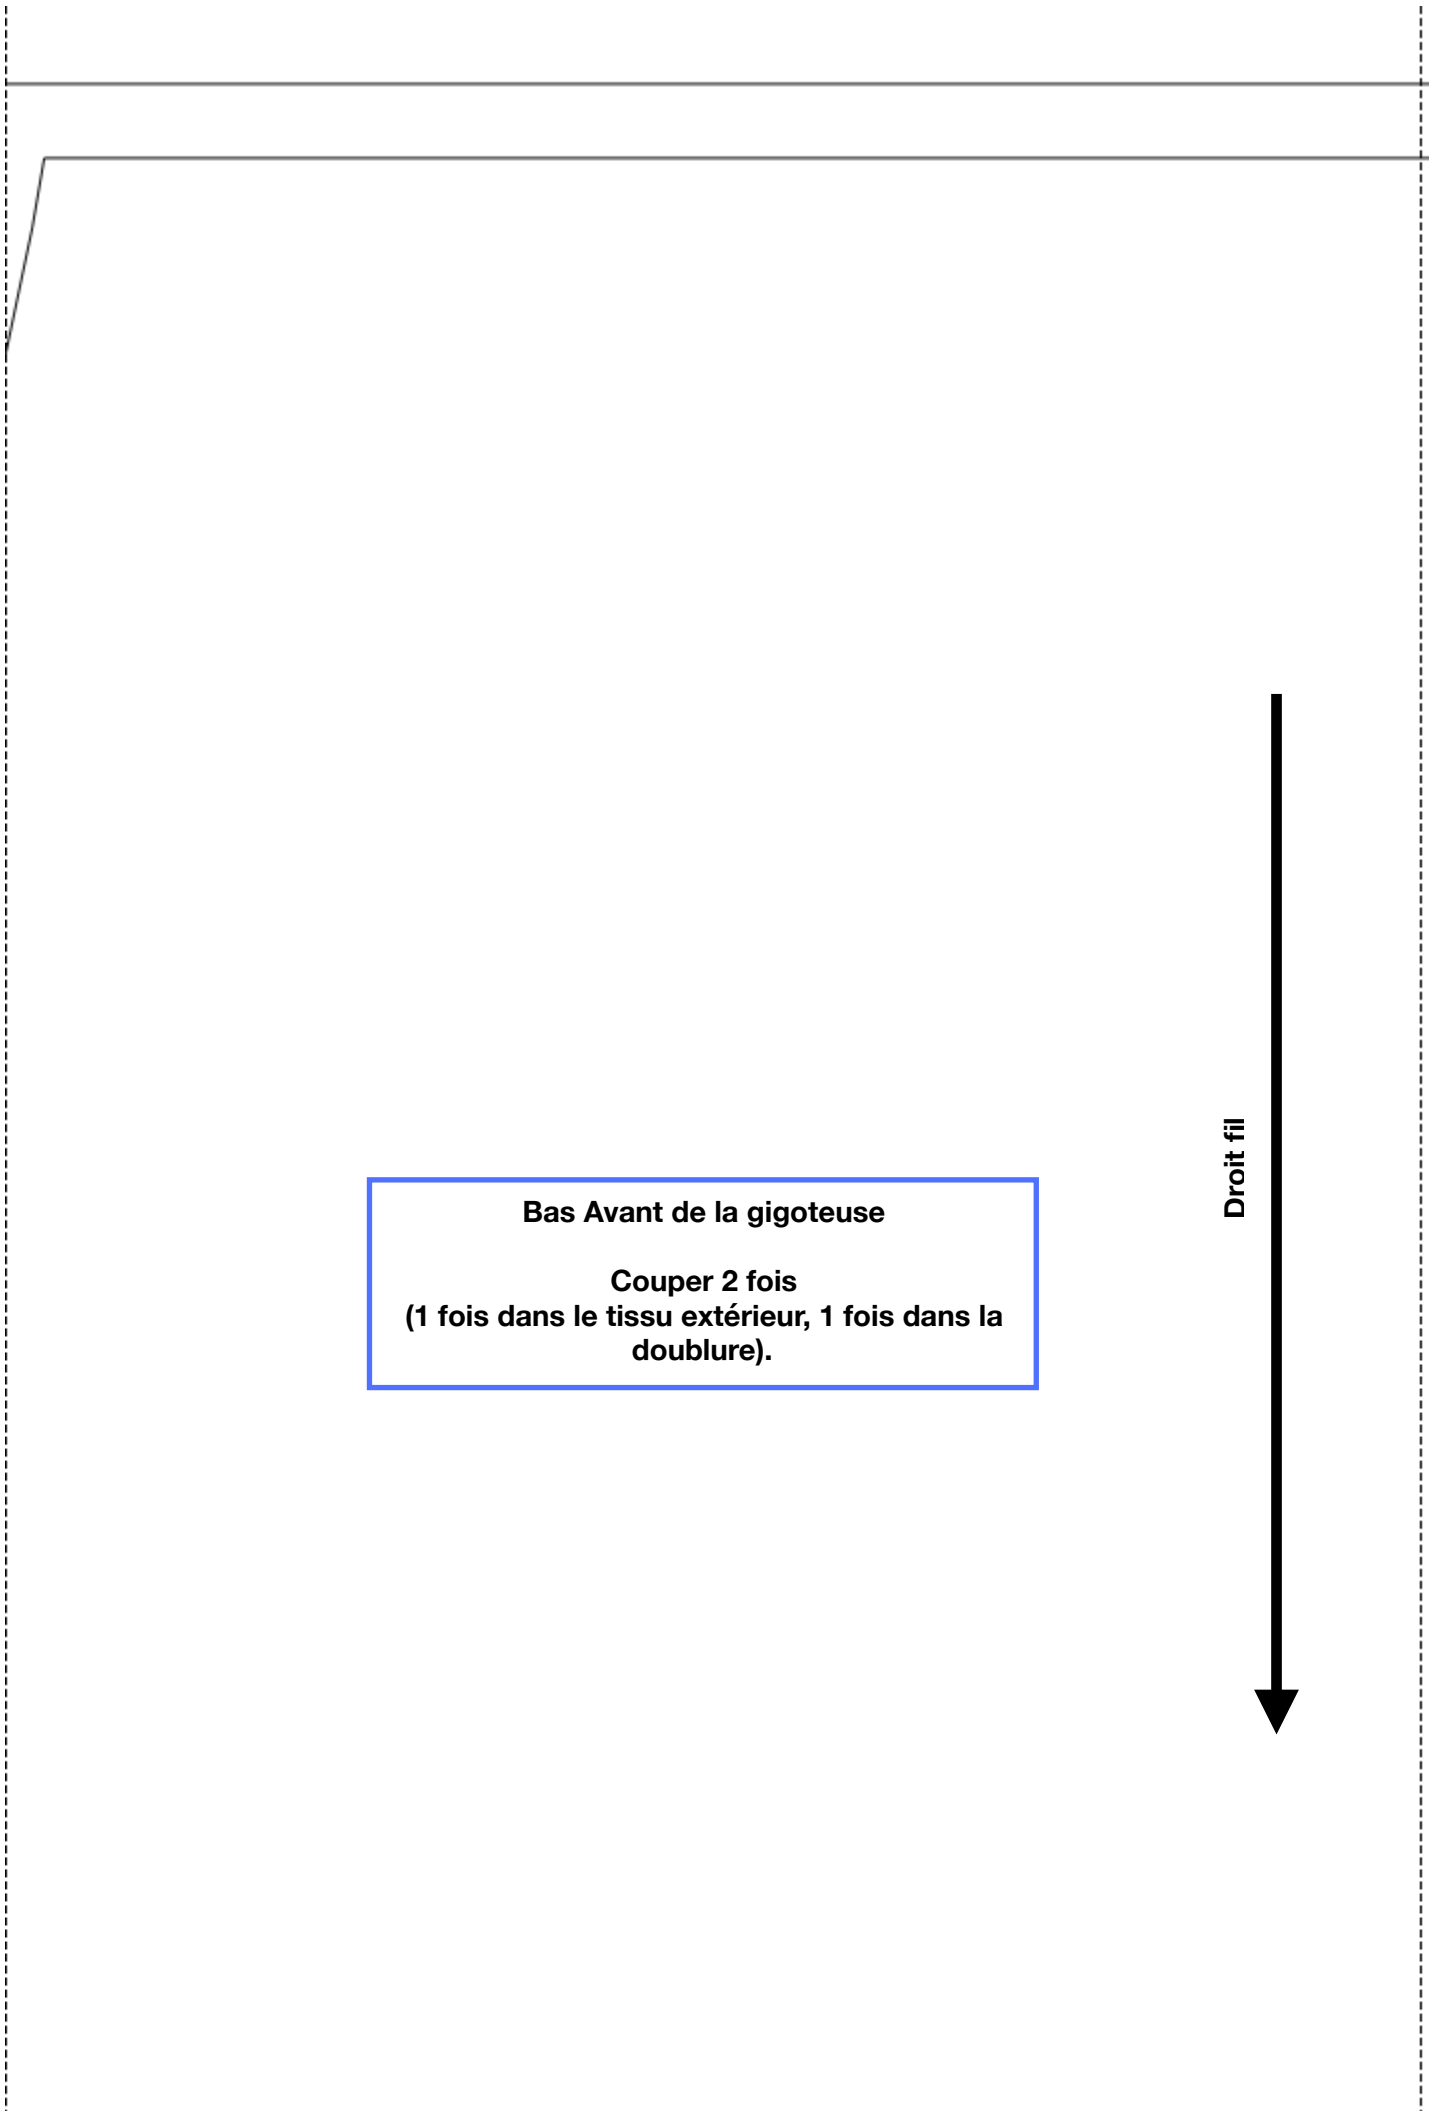 Droit fil
Bas Avant de la gigoteuse
Couper 2 fois
(1 fois dans le tissu extérieur, 1 fois dans la
doublure).